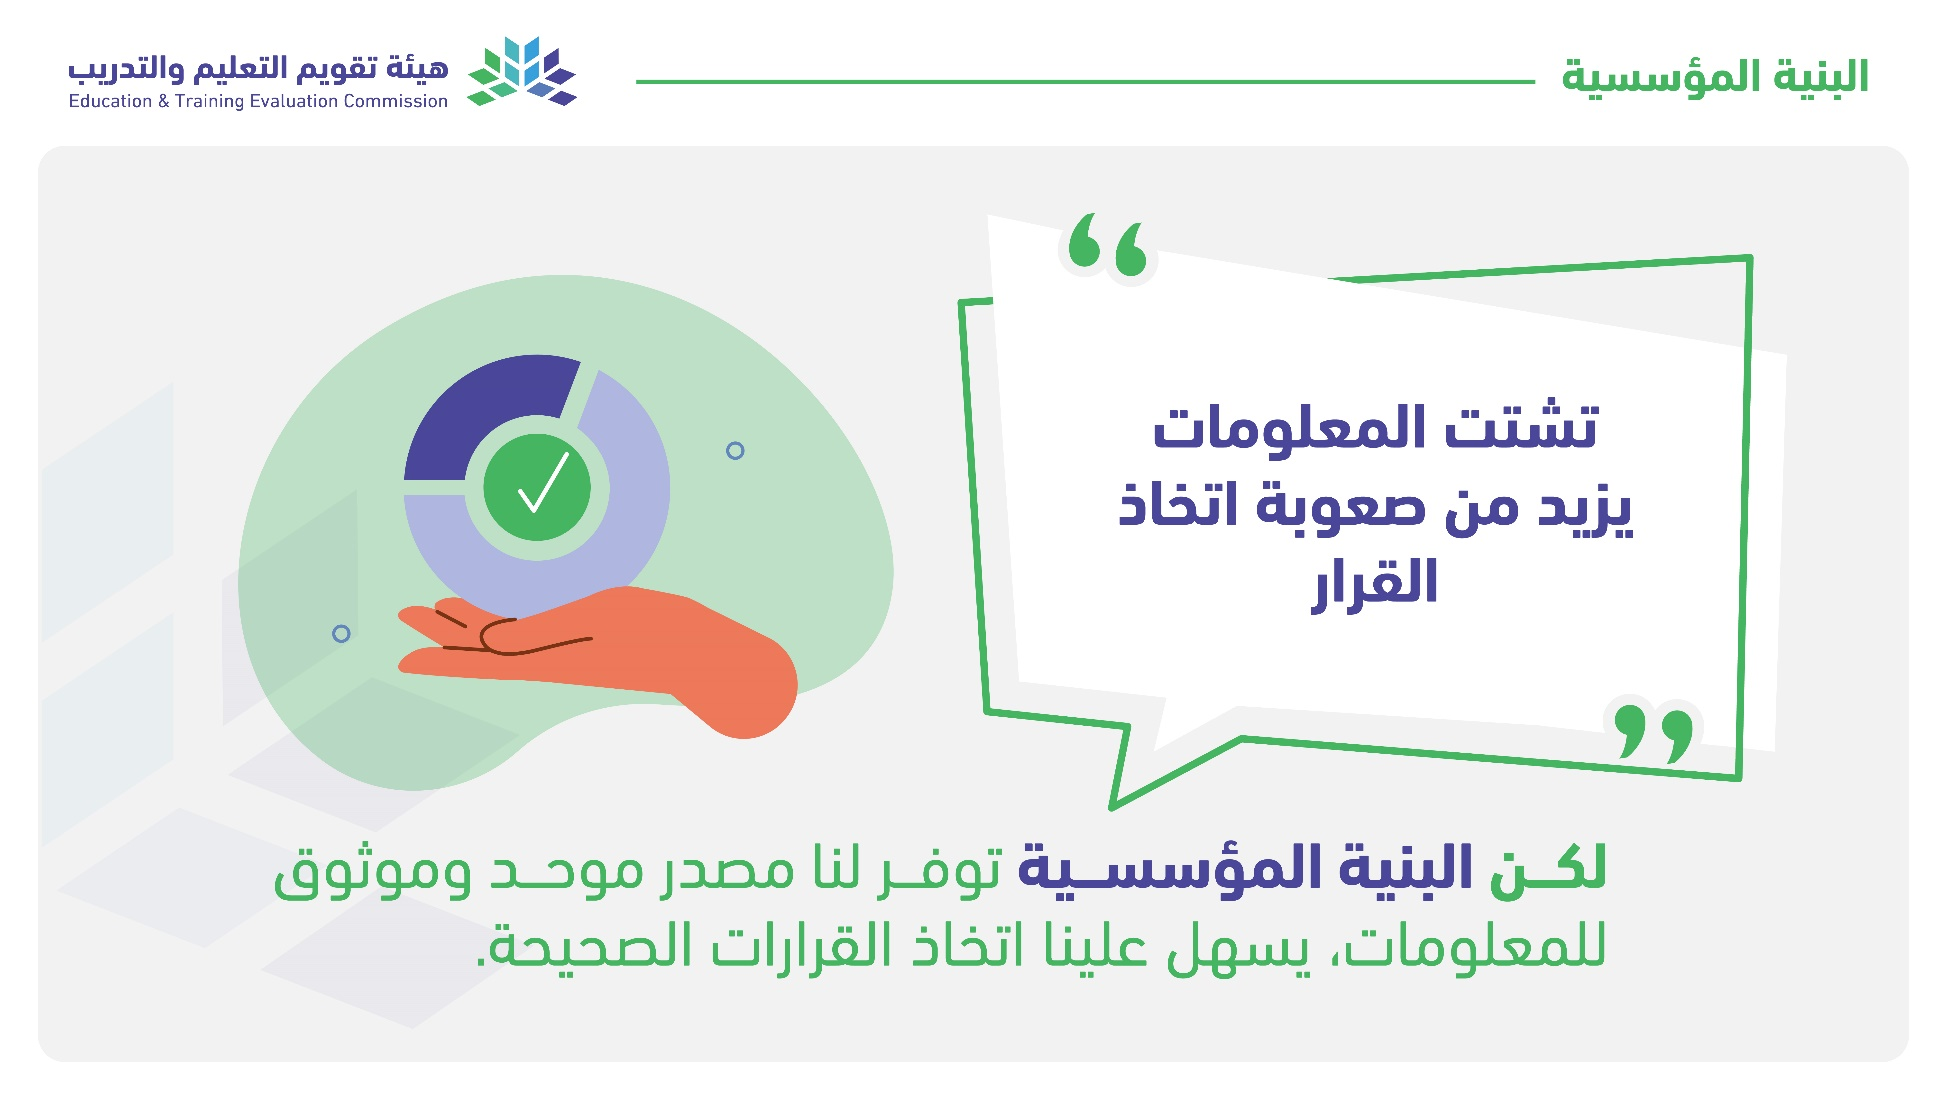 البنية المؤسسية
هيئة تقويم التعليم والتدريب
Education & Training Evaluation Commission
تشتت المعلومات
يزيد من صعوبة اتخاذ
القرار
لكـن البنية المؤسسـية توفـر لنا مصدر موحـد وموثوق
للمعلومات، يسهل علينا اتخاذ القرارات الصحيحة.